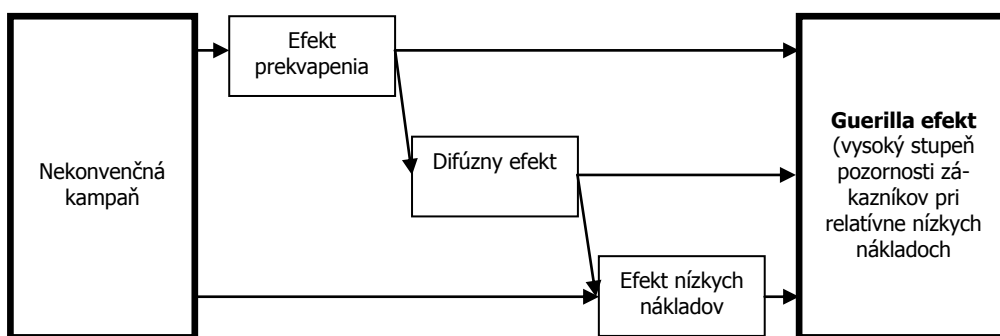 Nekonvenčná
kampaň
Efekt
prekvapenia
Difúzny efekt
Efekt nízkych
nákladov
Guerilla efekt
(vysoký stupeň
pozornosti zá-
kazníkov pri
relatívne nízkych
nákladoch